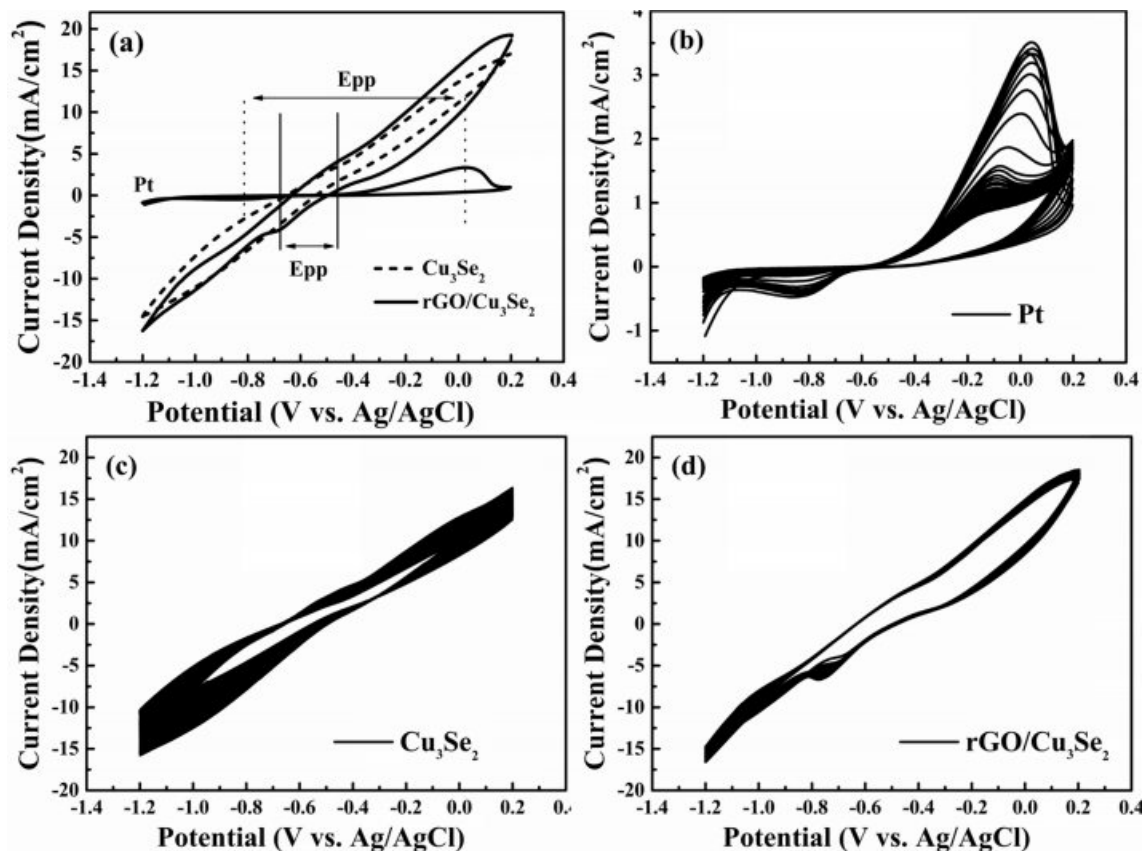 (a)
20
15
10
5
0
-5
-10
-15
-20
Current Density(mA/cm²)
Epp
Pt
Epp
Cu₃Se₂
rGO/Cu₃Se₂
-1.4 -1.2 -1.0 -0.8 -0.6 -0.4 -0.2 0.0 0.2 0.4
Potential (V vs. Ag/AgCl)
(b)
4
3
2
1
0
-1
Current Density(mA/cm²)
Pt
-1.4 -1.2 -1.0 -0.8 -0.6 -0.4 -0.2 0.0 0.2 0.4
Potential (V vs. Ag/AgCl)
(c)
20
15
10
5
0
-5
-10
-15
-20
Current Density(mA/cm²)
Cu₃Se₂
-1.4 -1.2 -1.0 -0.8 -0.6 -0.4 -0.2 0.0 0.2 0.4
Potential (V vs. Ag/AgCl)
(d)
20
15
10
5
0
-5
-10
-15
-20
Current Density(mA/cm²)
rGO/Cu₃Se₂
-1.4 -1.2 -1.0 -0.8 -0.6 -0.4 -0.2 0.0 0.2 0.4
Potential (V vs. Ag/AgCl)